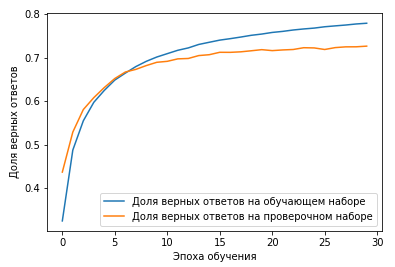 0.8
0.7
0.6
0.5
0.4
Доля верных ответов
Доля верных ответов на обучающем наборе
Доля верных ответов на проверочном наборе
0 5 10 15 20 25 30
Эпоха обучения